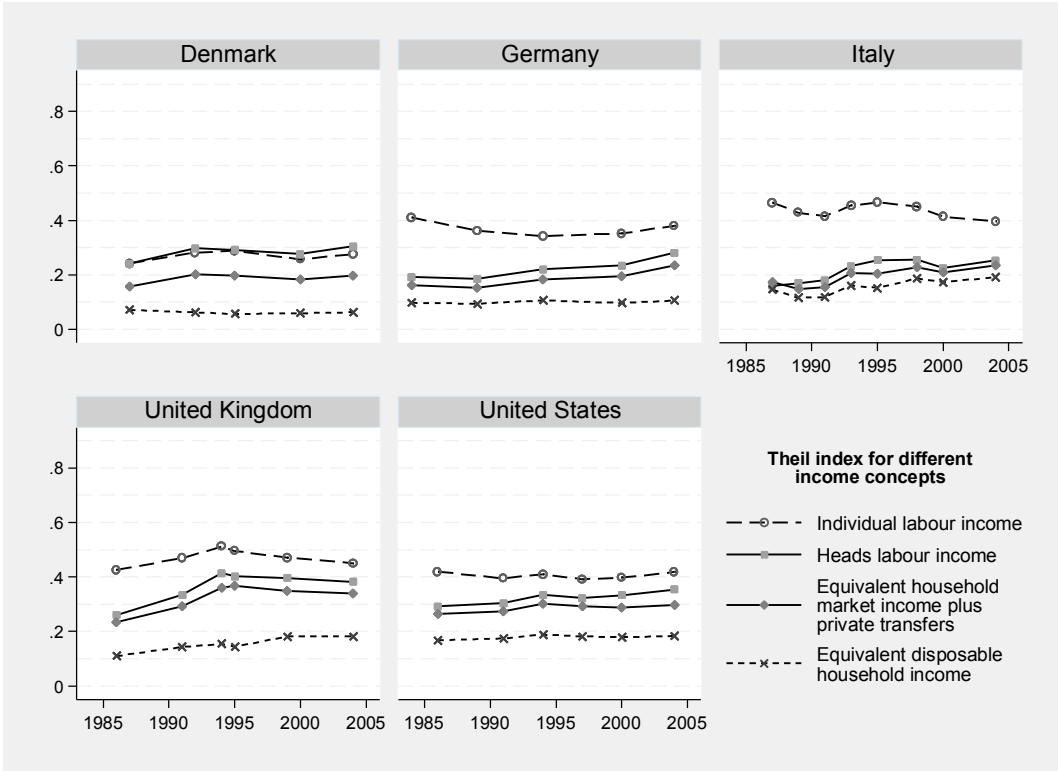 Denmark
Germany
Italy
.8
.6
.4
.2
0
1985 1990 1995 2000 2005
United Kingdom
United States
.8
.6
.4
.2
0
1985 1990 1995 2000 2005
1985 1990 1995 2000 2005
Theil index for different
income concepts
Individual labour income
Heads labour income
Equivalent household
market income plus
private transfers
Equivalent disposable
household income